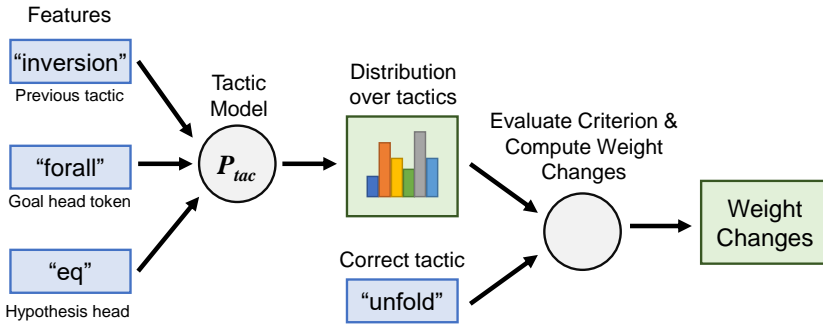 Features
“inversion”
Previous tactic
“forall”
Goal head token
“eq”
Hypothesis head
Tactic
Model
P tac
Distribution
over tactics
Correct tactic
“unfold”
Evaluate Criterion &
Compute Weight
Changes
Weight
Changes